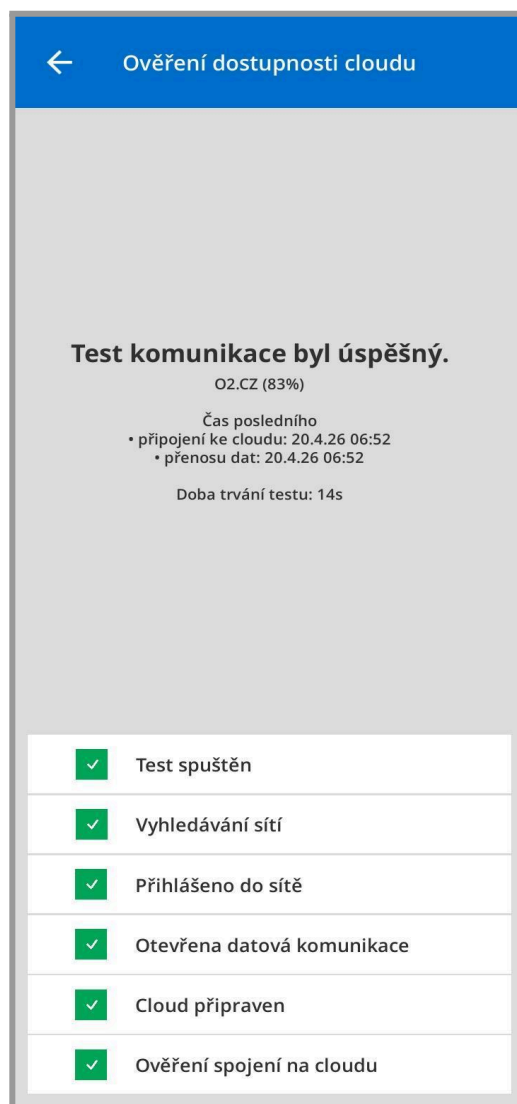 Ověření dostupnosti cloudu
Test komunikace byl úspěšný.
O2.CZ (83%)
Čas posledního
• připojení ke cloudu: 20.4.26 06:52
• přenosu dat: 20.4.26 06:52
Doba trvání testu: 14s
Test spuštěn
Vyhledávání sítí
Přihlášeno do sítě
Otevřena datová komunikace
Cloud připraven
Ověření spojení na cloudu